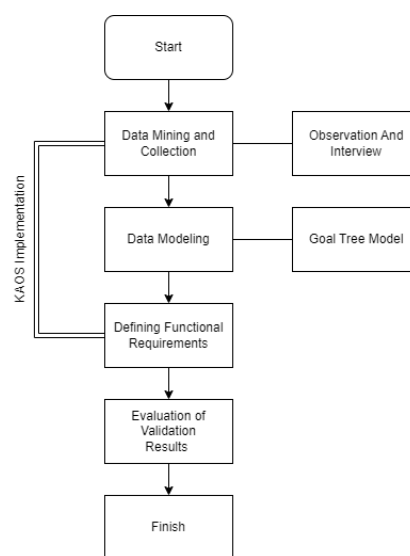 Start
Data Mining and
Collection
Observation And
Interview
Data Modeling
Goal Tree Model
KAOS Implementation
Defining Functional
Requirements
Evaluation of
Validation
Results
Finish